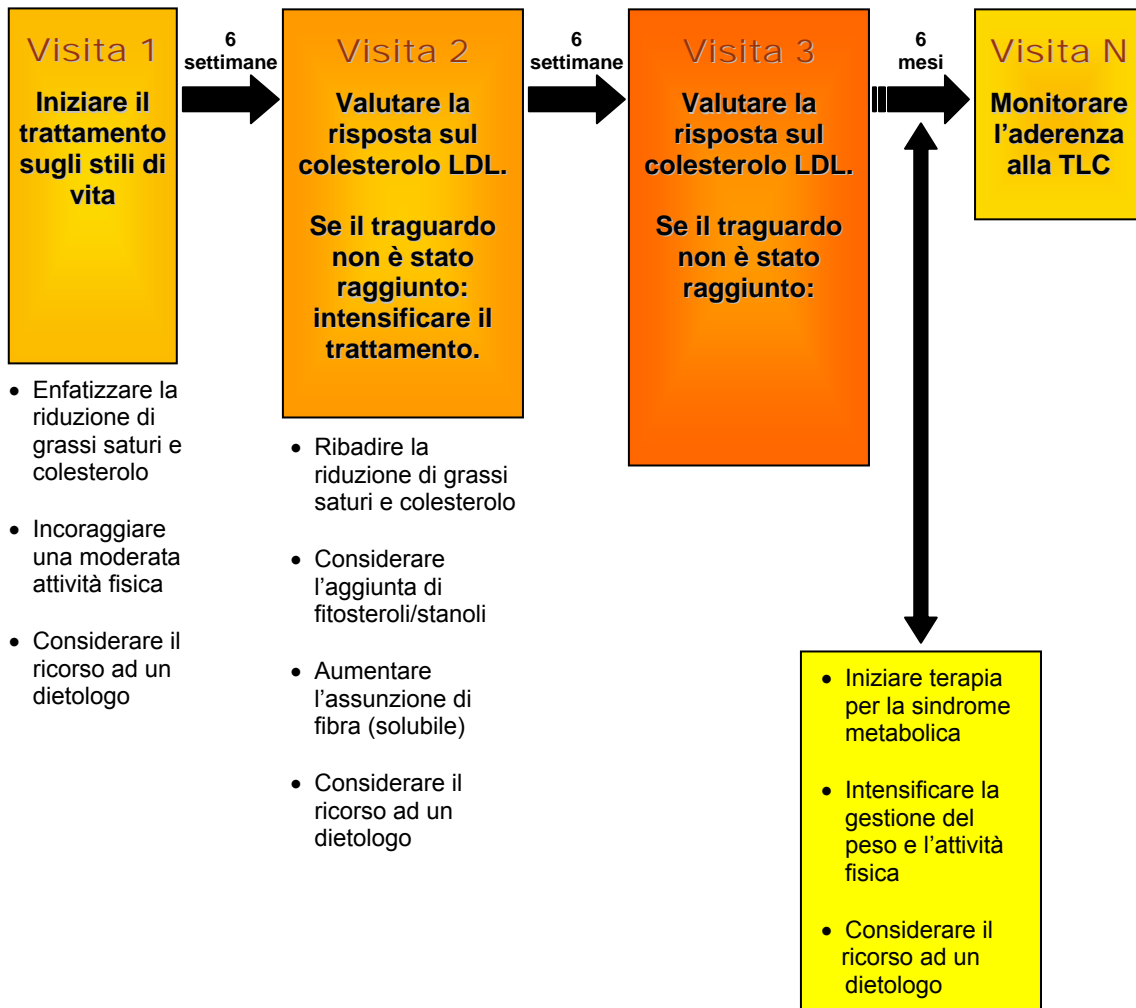 Visita 1
Iniziare il
trattamento
sugli stili di
vita
• Enfatizzare la
riduzione di
grassi saturi e
colesterolo
• Incoraggiare
una moderata
attività fisica
• Considerare il
ricorso ad un
dietologo
6
settimane
Visita 2
Valutare la
risposta sul
colesterolo LDL.
Se il traguardo
non è stato
raggiunto:
intensificare il
trattamento.
• Ribadire la
riduzione di grassi
saturi e colesterolo
• Considerare
l’aggiunta di
fitosteroli/stanoli
• Aumentare
l’assunzione di
fibra (solubile)
• Considerare il
ricorso ad un
dietologo
6
settimane
Visita 3
Valutare la
risposta sul
colesterolo LDL.
Se il traguardo
non è stato
raggiunto:
6
mesi
Visita N
Monitorare
l’aderenza
alla TLC
• Iniziare terapia
per la sindrome
metabolica
• Intensificare la
gestione del
peso e l’attività
fisica
• Considerare il
ricorso ad un
dietologo